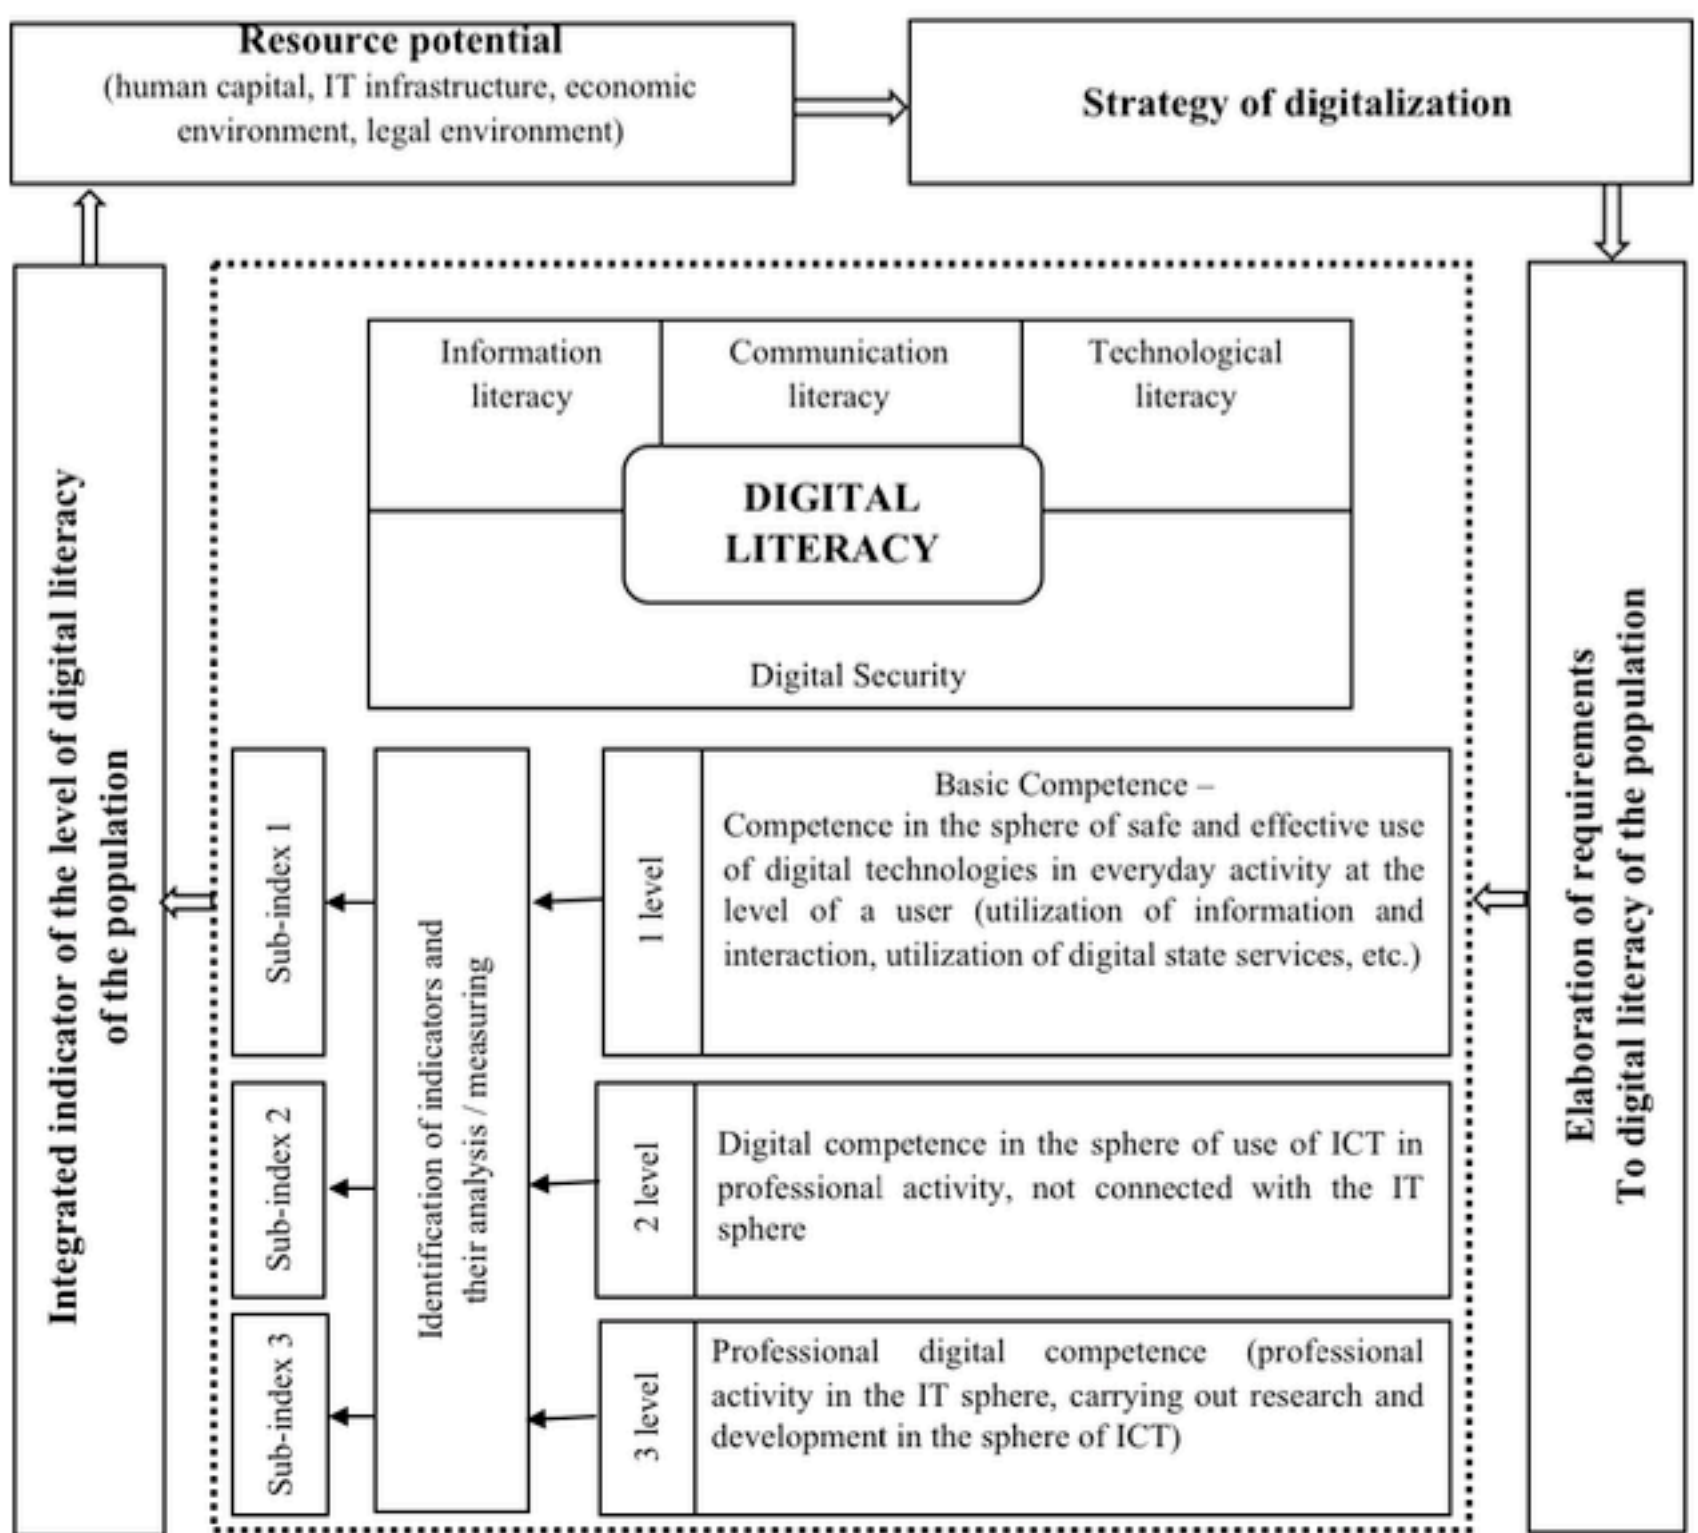 Resource potential
(human capital, IT infrastructure, economic
environment, legal environment)
Strategy of digitalization
Integrated indicator of the level of digital literacy
of the population
Information
literacy
Communication
literacy
Technological
literacy
DIGITAL
LITERACY
Digital Security
Sub-index 1
Sub-index 2
Sub-index 3
Identification of indicators and
their analysis / measuring
1 level
Basic Competence –
Competence in the sphere of safe and effective use
of digital technologies in everyday activity at the
level of a user (utilization of information and
interaction, utilization of digital state services, etc.)
2 level
Digital competence in the sphere of use of ICT in
professional activity, not connected with the IT
sphere
3 level
Professional digital competence (professional
activity in the IT sphere, carrying out research and
development in the sphere of ICT)
Elaboration of requirements
To digital literacy of the population